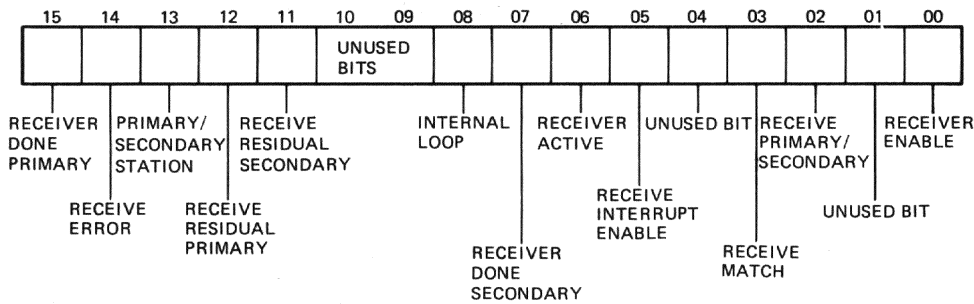 15 14 13 12 11 10 09 08 07 06 05 04 03 02 01 00
UNUSED
BITS
RECEIVER
DONE
PRIMARY
PRIMARY/
SECONDARY
STATION
RECEIVE
RESIDUAL
SECONDARY
INTERNAL
LOOP
RECEIVER
ACTIVE
UNUSED BIT
RECEIVE
PRIMARY/
SECONDARY
RECEIVER
ENABLE
RECEIVE
ERROR
RECEIVE
RESIDUAL
PRIMARY
RECEIVE
INTERRUPT
ENABLE
UNUSED BIT
RECEIVER
DONE
SECONDARY
RECEIVE
MATCH